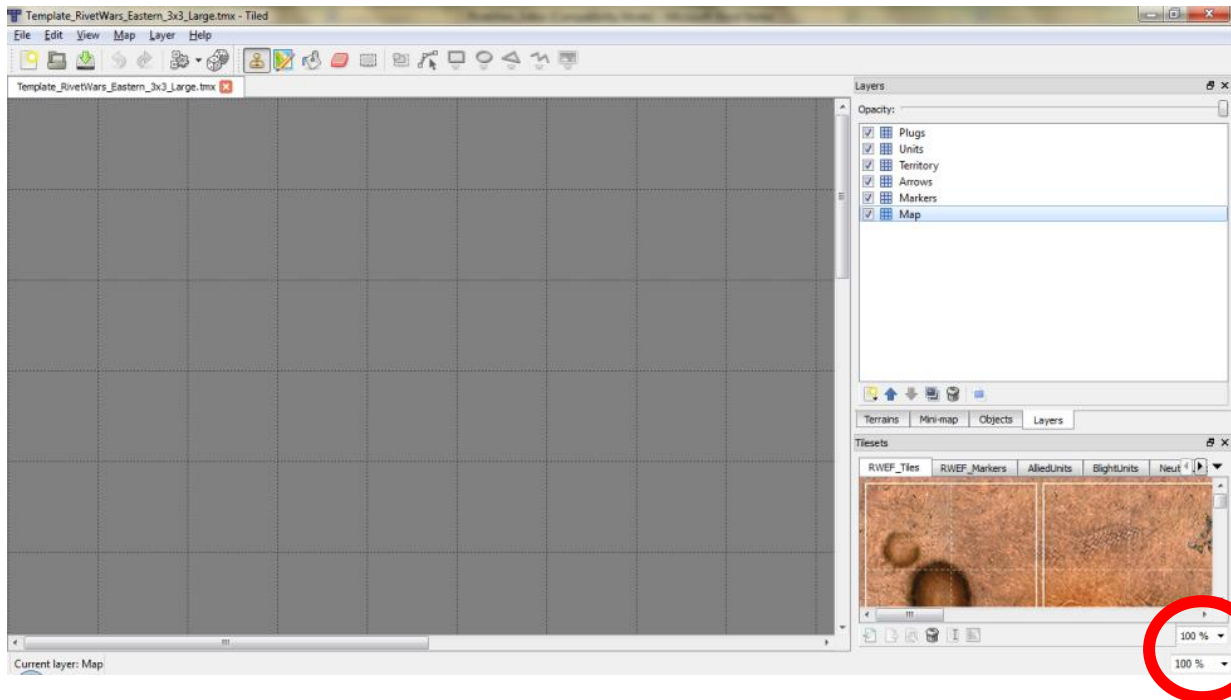 Template_RivetWars_Eastern_3x3_Large.tmx - Tiled
File Edit View Map Layer Help
Template_RivetWars_Eastern_3x3_Large.tmx
Layers
Opacity:
Plugs
Units
Territory
Arrows
Markers
Map
Terrains Mini-map Objects Layers
Tilesets
RWEF_Tiles RWEF_Markers AlliedUnits BlightUnits Neut
100 %
Current layer: Map
100 %